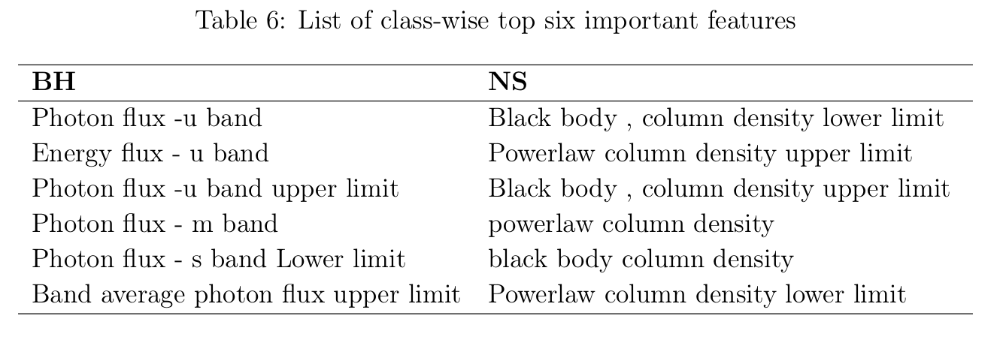 Table 6: List of class-wise top six important features
BH NS
Photon flux -u band Black body , column density lower limit
Energy flux - u band Powerlaw column density upper limit
Photon flux -u band upper limit Black body , column density upper limit
Photon flux - m band powerlaw column density
Photon flux - s band Lower limit black body column density
Band average photon flux upper limit Powerlaw column density lower limit